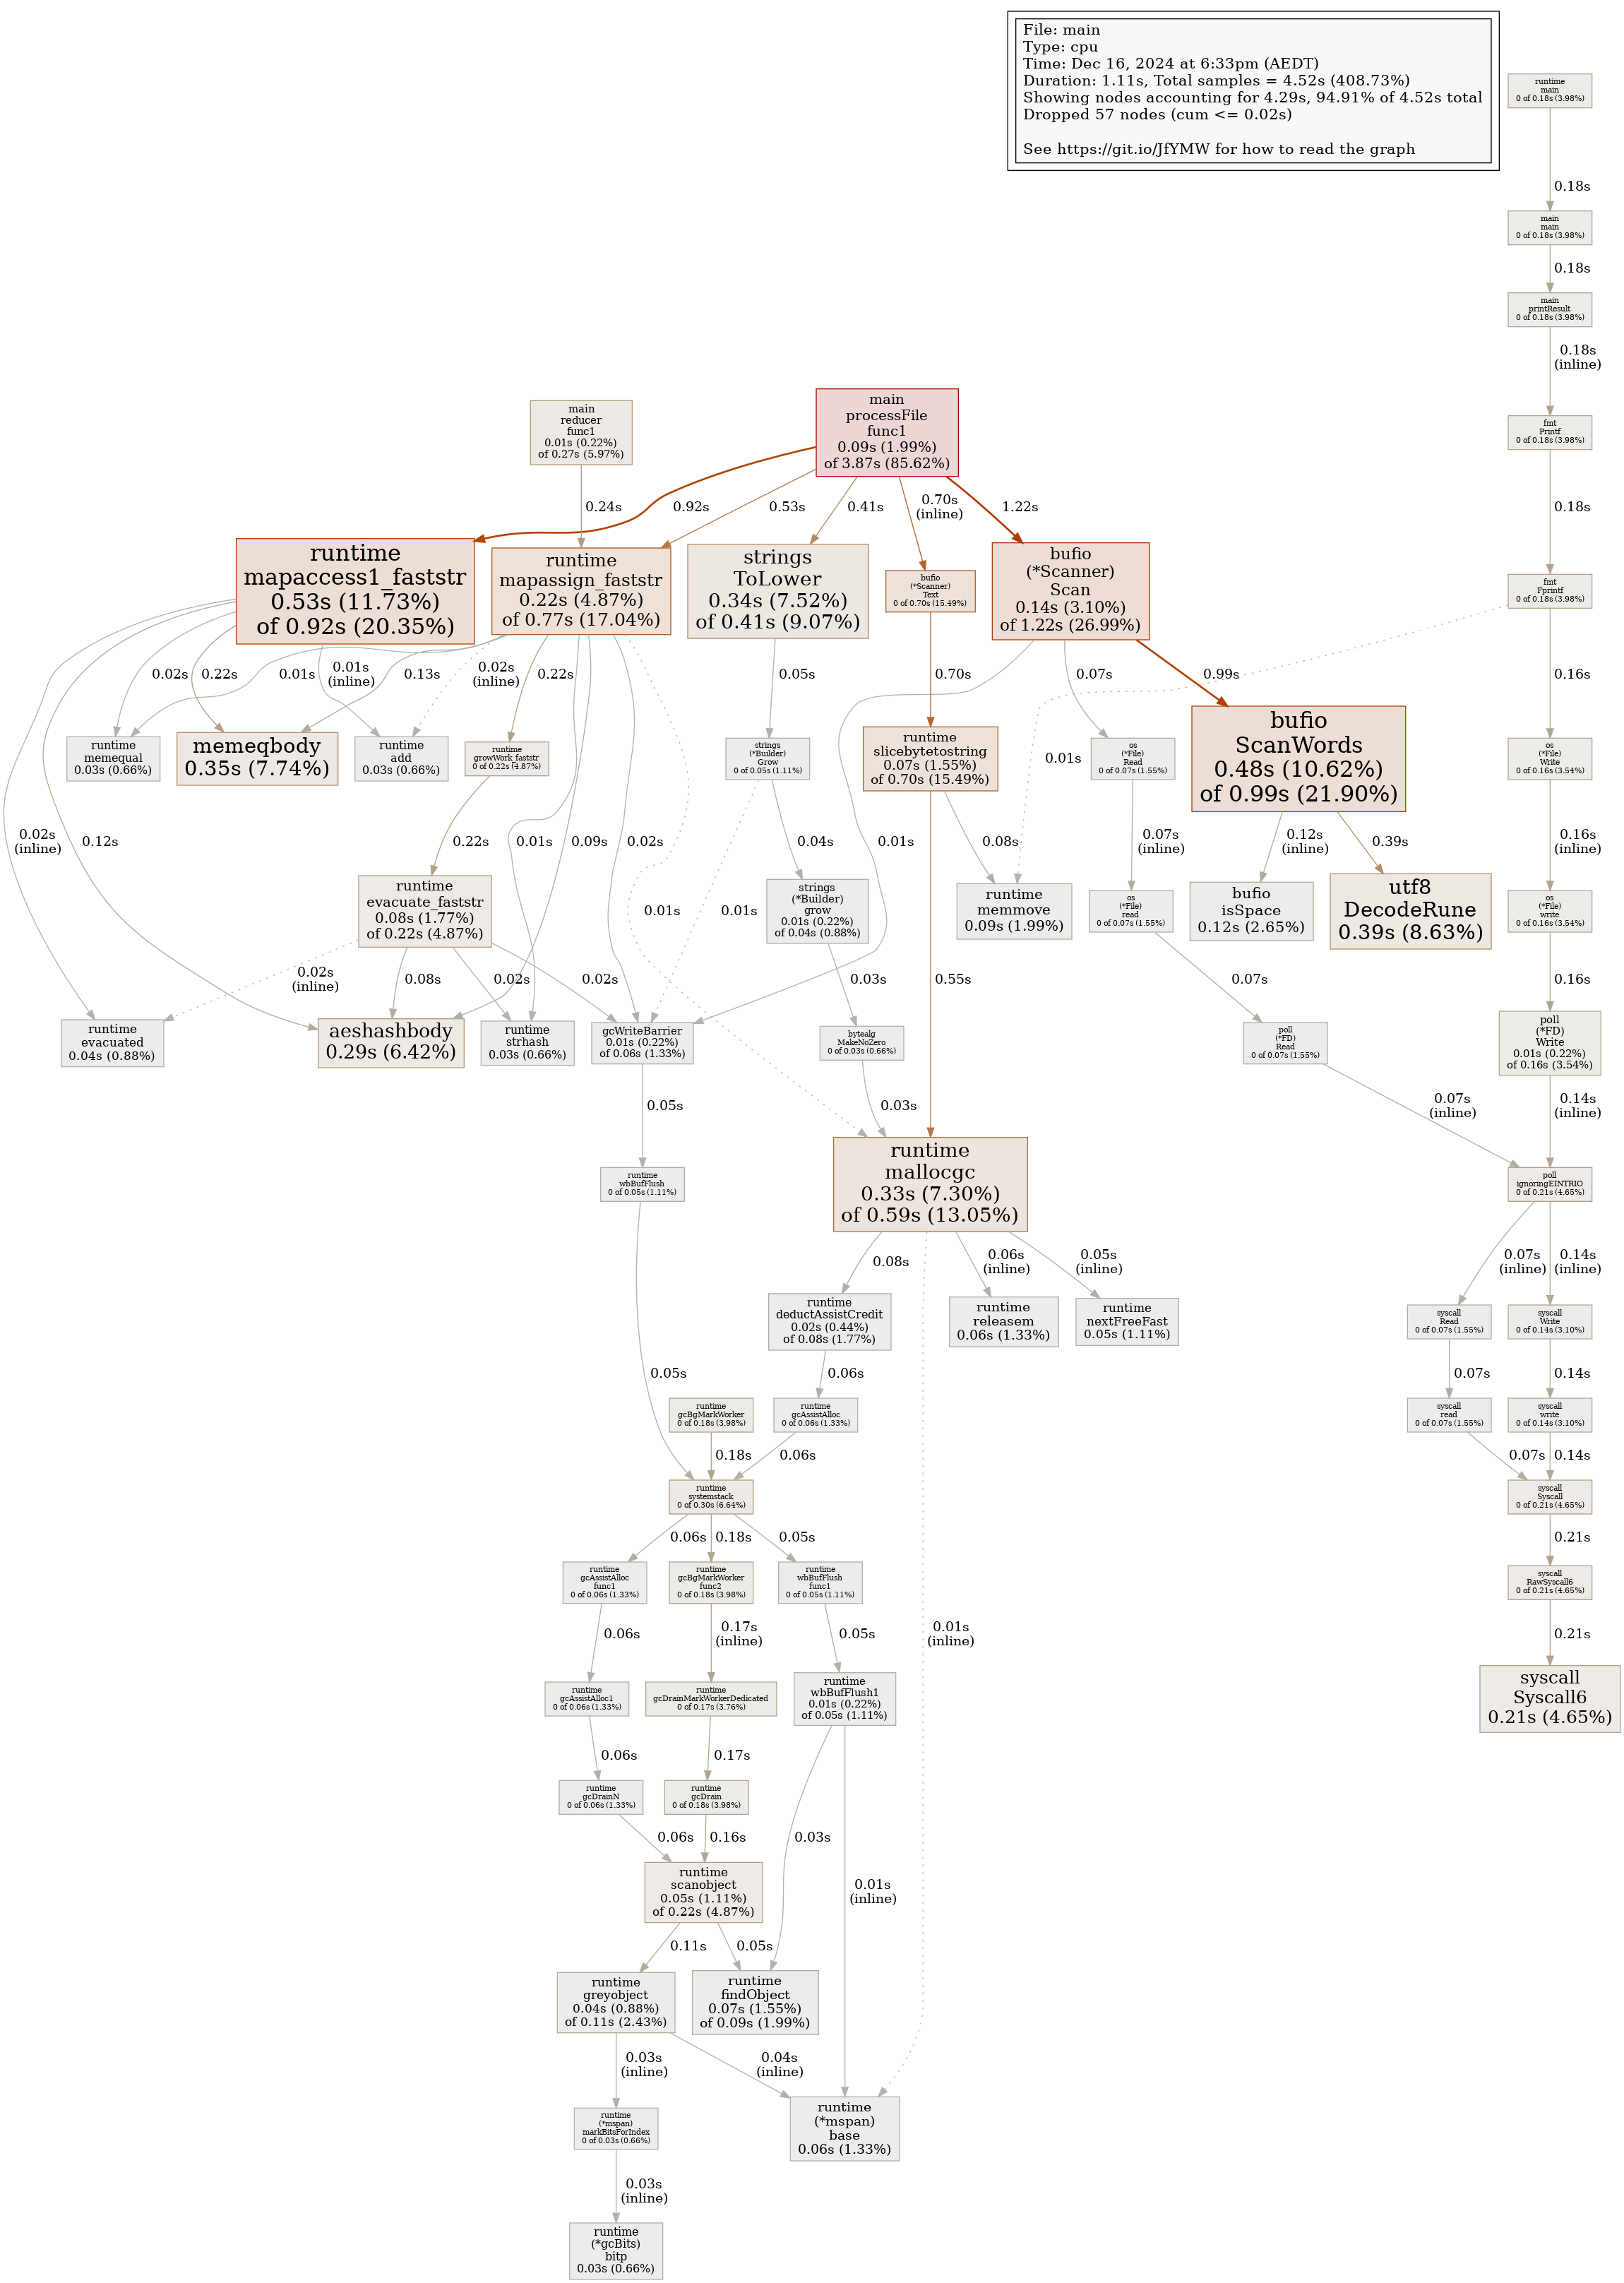 File: main
Type: cpu
Time: Dec 16, 2024 at 6:33pm (AEDT)
Duration: 1.11s, Total samples = 4.52s (408.73%)
Showing nodes accounting for 4.29s, 94.91% of 4.52s total
Dropped 57 nodes (cum <= 0.02s)
See https://git.io/JfYMW for how to read the graph
runtime
main
0 of 0.18s (3.98%)
0.18s
main
main
0 of 0.18s (3.98%)
0.18s
main
printResult
0 of 0.18s (3.98%)
0.18s
(inline)
main
reducer
func1
0.01s (0.22%)
of 0.27s (5.97%)
main
processFile
func1
0.09s (1.99%)
of 3.87s (85.62%)
fmt
Printf
0 of 0.18s (3.98%)
0.24s
0.92s
0.53s
0.41s
0.70s
(inline)
1.22s
0.18s
runtime
mapaccess1_faststr
0.53s (11.73%)
of 0.92s (20.35%)
runtime
mapassign_faststr
0.22s (4.87%)
of 0.77s (17.04%)
strings
ToLower
0.34s (7.52%)
of 0.41s (9.07%)
bufio
(*Scanner)
Text
0 of 0.70s (15.49%)
bufio
(*Scanner)
Scan
0.14s (3.10%)
of 1.22s (26.99%)
fmt
Fprintf
0 of 0.18s (3.98%)
0.02s
0.22s
0.01s
0.01s
(inline)
0.13s
0.02s
(inline)
0.22s
0.05s
0.70s
0.07s
0.99s
0.16s
runtime
memequal
0.03s (0.66%)
memeqbody
0.35s (7.74%)
runtime
add
0.03s (0.66%)
runtime
growWork_faststr
0 of 0.22s (4.87%)
strings
(*Builder)
Grow
0 of 0.05s (1.11%)
runtime
slicebytetostring
0.07s (1.55%)
of 0.70s (15.49%)
0.01s
os
(*File)
Read
0 of 0.07s (1.55%)
bufio
ScanWords
0.48s (10.62%)
of 0.99s (21.90%)
os
(*File)
Write
0 of 0.16s (3.54%)
0.02s
(inline)
0.12s
0.22s
0.01s
0.09s
0.02s
0.04s
0.01s
0.08s
0.07s
(inline)
0.12s
(inline)
0.39s
0.16s
(inline)
runtime
evacuate_faststr
0.08s (1.77%)
of 0.22s (4.87%)
0.01s
0.01s
strings
(*Builder)
grow
0.01s (0.22%)
of 0.04s (0.88%)
runtime
memmove
0.09s (1.99%)
os
(*File)
read
0 of 0.07s (1.55%)
bufio
isSpace
0.12s (2.65%)
utf8
DecodeRune
0.39s (8.63%)
os
(*File)
write
0 of 0.16s (3.54%)
0.02s
(inline)
0.08s
0.02s
0.02s
0.03s
0.55s
0.07s
0.16s
runtime
evacuated
0.04s (0.88%)
aeshashbody
0.29s (6.42%)
runtime
strhash
0.03s (0.66%)
gcWriteBarrier
0.01s (0.22%)
of 0.06s (1.33%)
bytealg
MakeNoZero
0 of 0.03s (0.66%)
poll
(*FD)
Read
0 of 0.07s (1.55%)
poll
(*FD)
Write
0.01s (0.22%)
of 0.16s (3.54%)
0.05s
0.03s
0.07s
(inline)
0.14s
(inline)
runtime
wbBufFlush
0 of 0.05s (1.11%)
runtime
mallocgc
0.33s (7.30%)
of 0.59s (13.05%)
poll
ignoringEINTRIO
0 of 0.21s (4.65%)
0.08s
0.06s
(inline)
0.05s
(inline)
0.07s
(inline)
0.14s
(inline)
runtime
deductAssistCredit
0.02s (0.44%)
of 0.08s (1.77%)
runtime
releasem
0.06s (1.33%)
runtime
nextFreeFast
0.05s (1.11%)
syscall
Read
0 of 0.07s (1.55%)
syscall
Write
0 of 0.14s (3.10%)
0.05s
0.06s
0.07s
0.14s
runtime
gcBgMarkWorker
0 of 0.18s (3.98%)
runtime
gcAssistAlloc
0 of 0.06s (1.33%)
syscall
read
0 of 0.07s (1.55%)
syscall
write
0 of 0.14s (3.10%)
0.18s
0.06s
0.07s
0.14s
runtime
systemstack
0 of 0.30s (6.64%)
syscall
Syscall
0 of 0.21s (4.65%)
0.06s
0.18s
0.05s
0.21s
runtime
gcAssistAlloc
func1
0 of 0.06s (1.33%)
runtime
gcBgMarkWorker
func2
0 of 0.18s (3.98%)
runtime
wbBufFlush
func1
0 of 0.05s (1.11%)
syscall
RawSyscall6
0 of 0.21s (4.65%)
0.06s
0.17s
(inline)
0.05s
0.01s
(inline)
0.21s
runtime
gcAssistAlloc1
0 of 0.06s (1.33%)
runtime
gcDrainMarkWorkerDedicated
0 of 0.17s (3.76%)
runtime
wbBufFlush1
0.01s (0.22%)
of 0.05s (1.11%)
syscall
Syscall6
0.21s (4.65%)
0.06s
0.17s
runtime
gcDrainN
0 of 0.06s (1.33%)
runtime
gcDrain
0 of 0.18s (3.98%)
0.06s
0.16s
0.03s
runtime
scanobject
0.05s (1.11%)
of 0.22s (4.87%)
0.01s
(inline)
0.11s
0.05s
runtime
greyobject
0.04s (0.88%)
of 0.11s (2.43%)
runtime
findObject
0.07s (1.55%)
of 0.09s (1.99%)
0.03s
(inline)
0.04s
(inline)
runtime
(*mspan)
markBitsForIndex
0 of 0.03s (0.66%)
runtime
(*mspan)
base
0.06s (1.33%)
0.03s
(inline)
runtime
(*gcBits)
bitp
0.03s (0.66%)